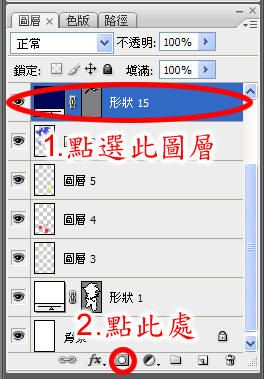 圖層 × 色版 路徑
正常 不透明: 100%
鎖定: 填滿: 100%
形狀 15
1.點選此圖層
圖層 5
圖層 4
圖層 3
形狀 1
2.點此處
背景
fx.